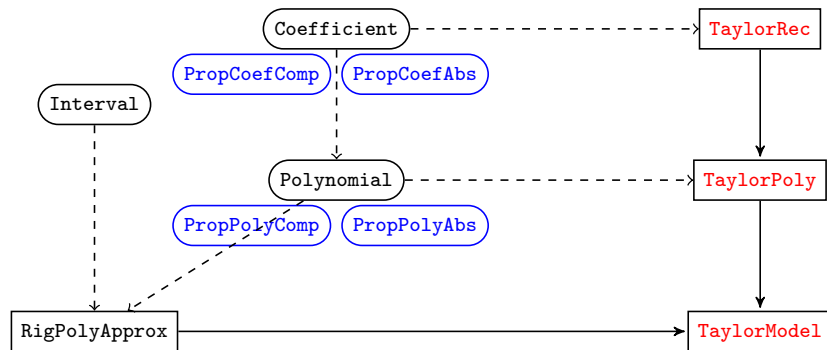 Coefficient
TaylorRec
PropCoefComp
PropCoefAbs
Interval
Polynomial
TaylorPoly
PropPolyComp
PropPolyAbs
RigPolyApprox
TaylorModel